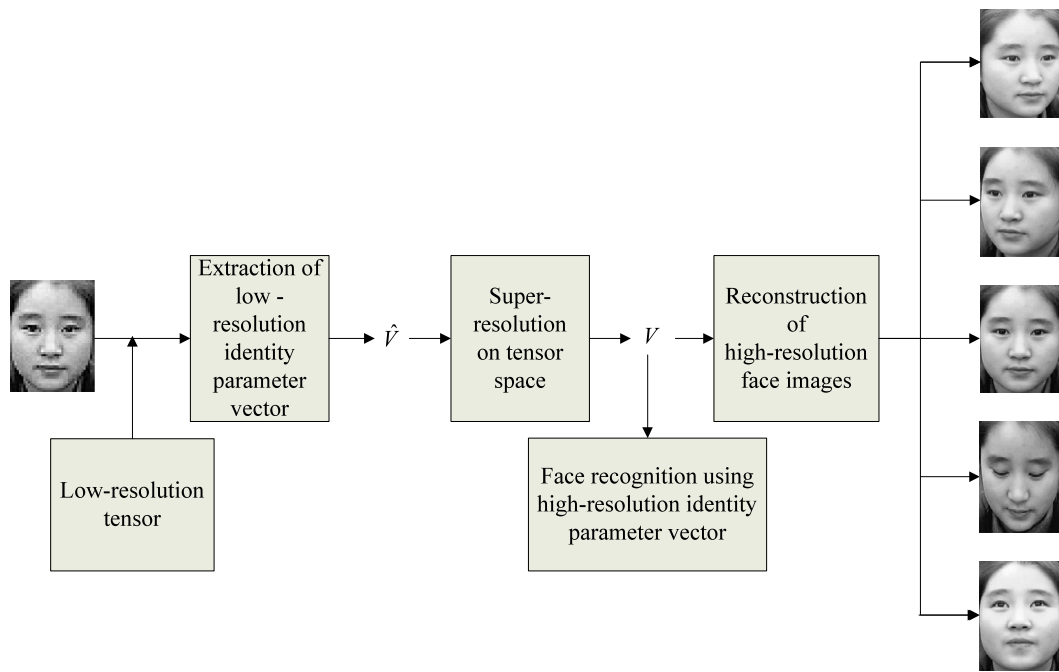 Extraction of
low -
resolution
identity
parameter
vector
V̂
Super-
resolution
on tensor
space
V
Reconstruction
of
high-resolution
face images
Low-resolution
tensor
Face recognition using
high-resolution identity
parameter vector